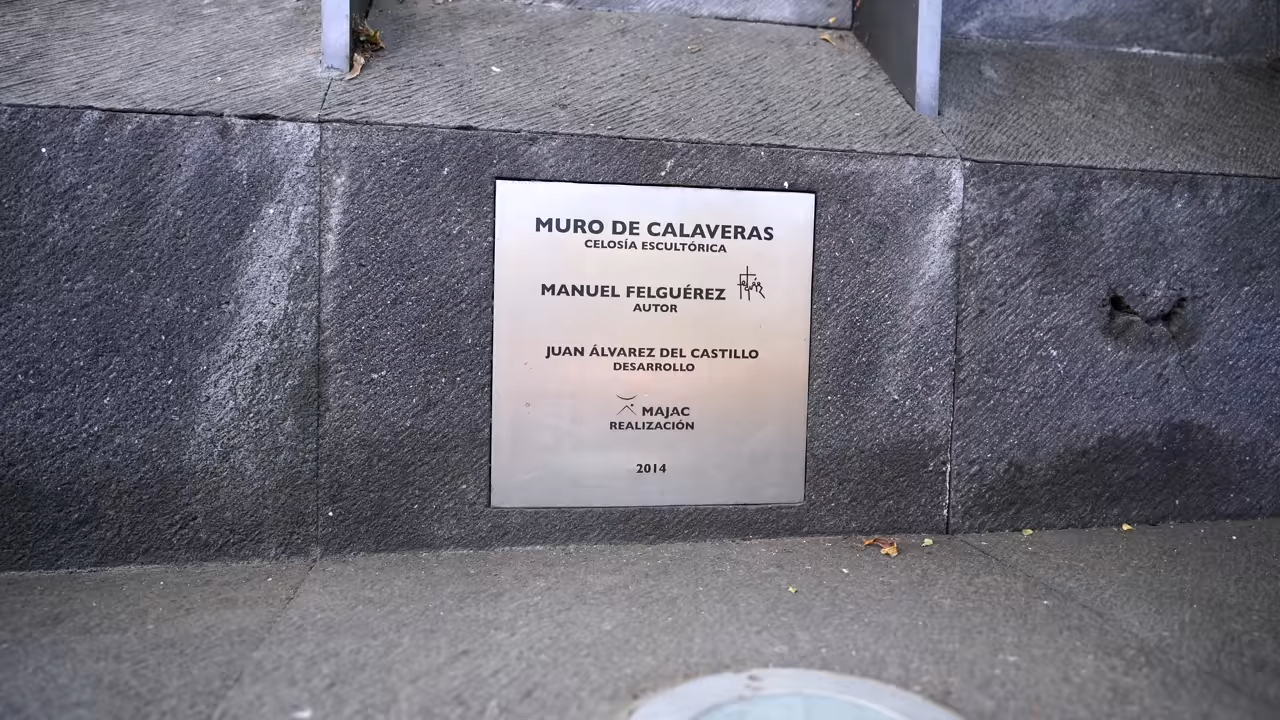 MURO DE CALAVERAS
CELOSÍA ESCULTÓRICA
MANUEL FELGUÉREZ
AUTOR
JUAN ÁLVAREZ DEL CASTILLO
DESARROLLO
MAJAC
REALIZACIÓN
2014